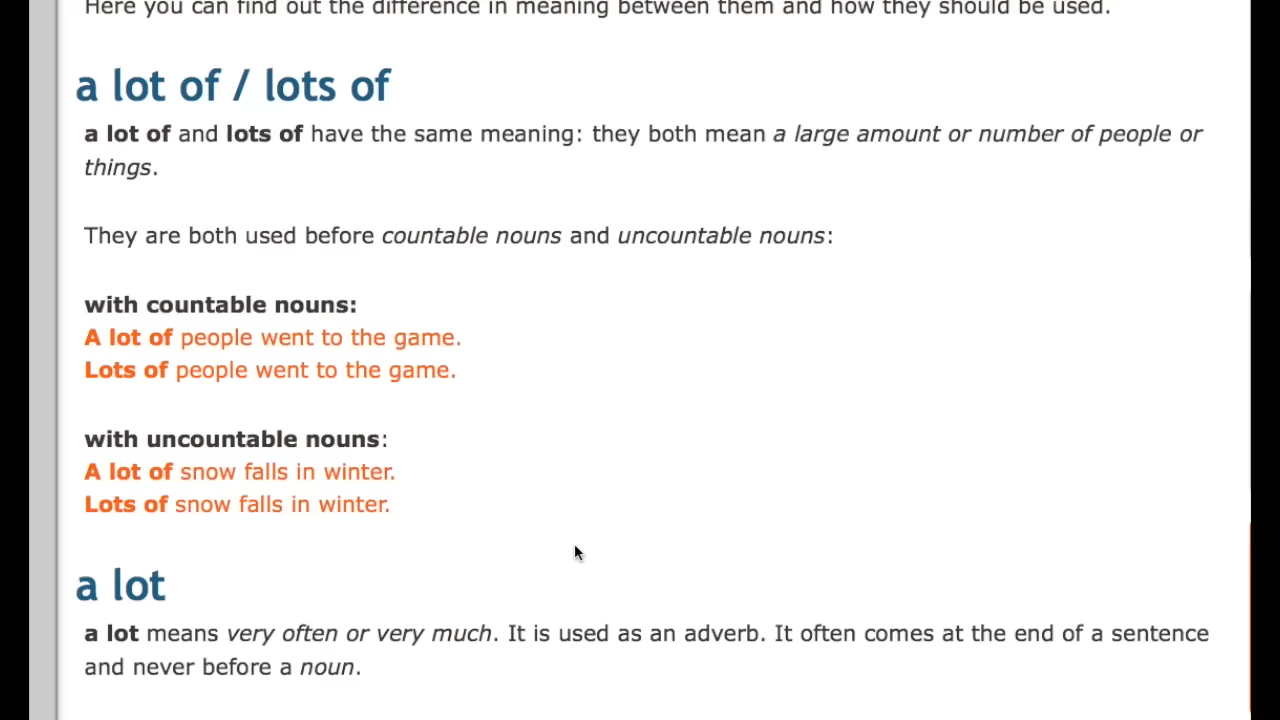 Here you can find out the difference in meaning between them and how they should be used.
a lot of / lots of
a lot of and lots of have the same meaning: they both mean a large amount or number of people or
things.
They are both used before countable nouns and uncountable nouns:
with countable nouns:
A lot of people went to the game.
Lots of people went to the game.
with uncountable nouns:
A lot of snow falls in winter.
Lots of snow falls in winter.
a lot
a lot means very often or very much. It is used as an adverb. It often comes at the end of a sentence
and never before a noun.